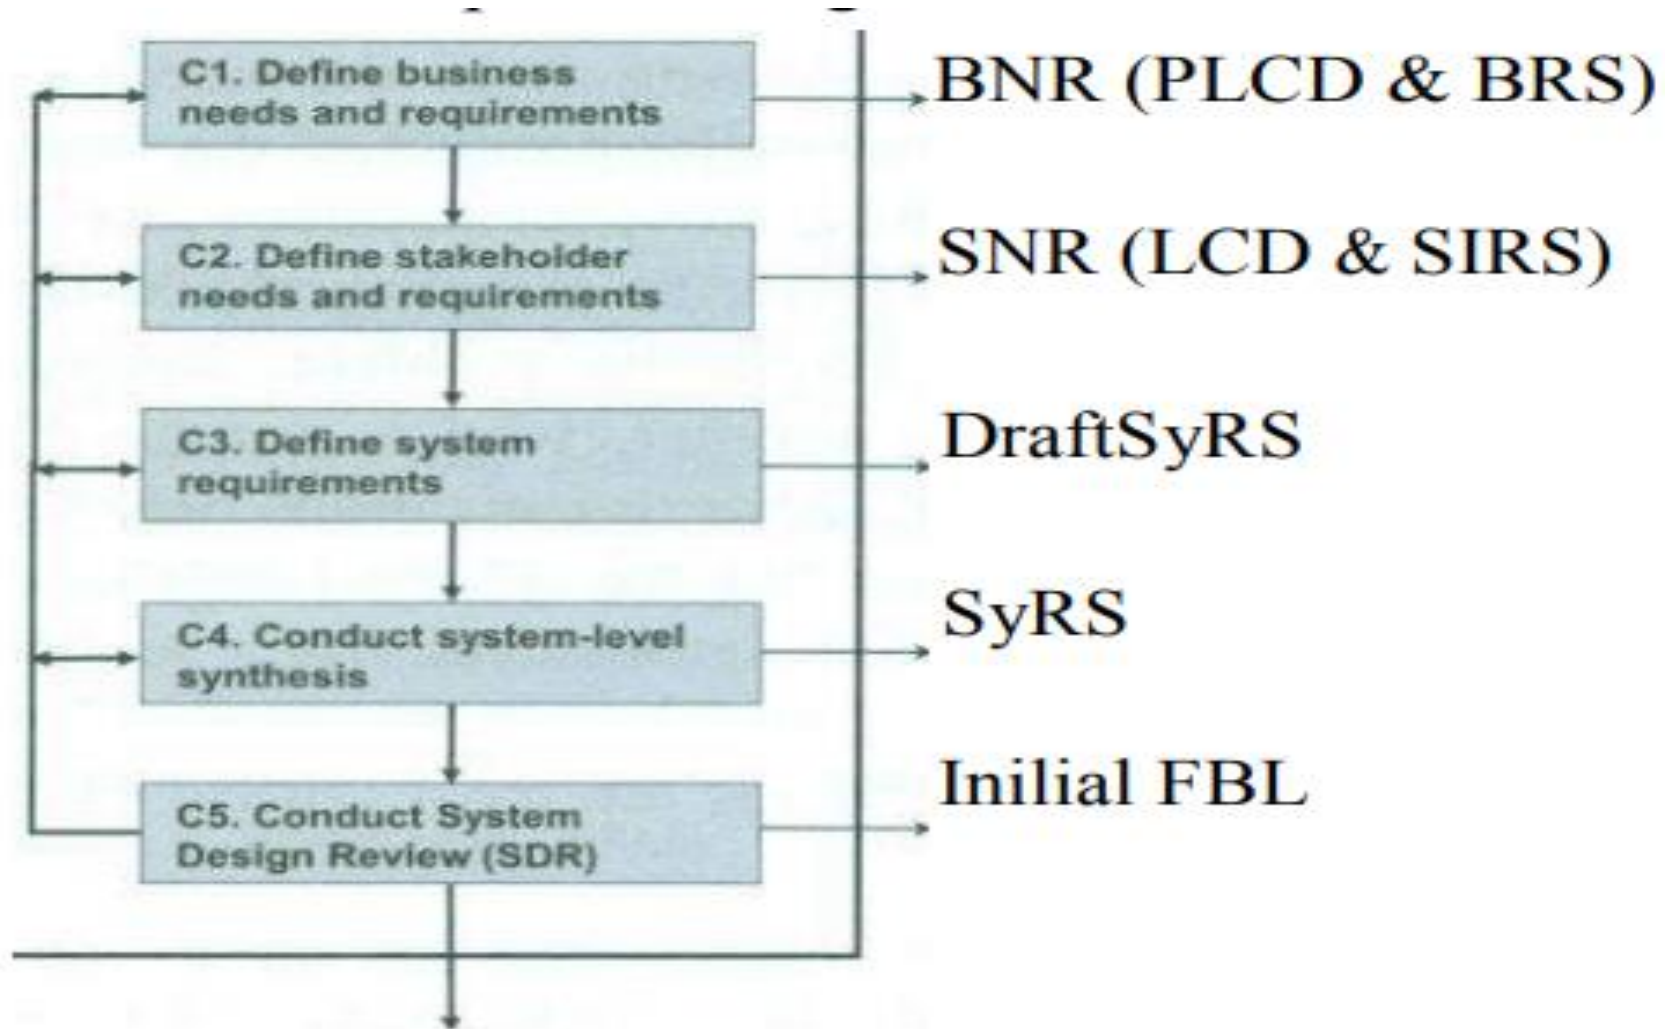 C1. Define business
needs and requirements
BNR (PLCD & BRS)
C2. Define stakeholder
needs and requirements
SNR (LCD & SIRS)
C3. Define system
requirements
DraftSyRS
C4. Conduct system-level
synthesis
SyRS
C5. Conduct System
Design Review (SDR)
Inilial FBL